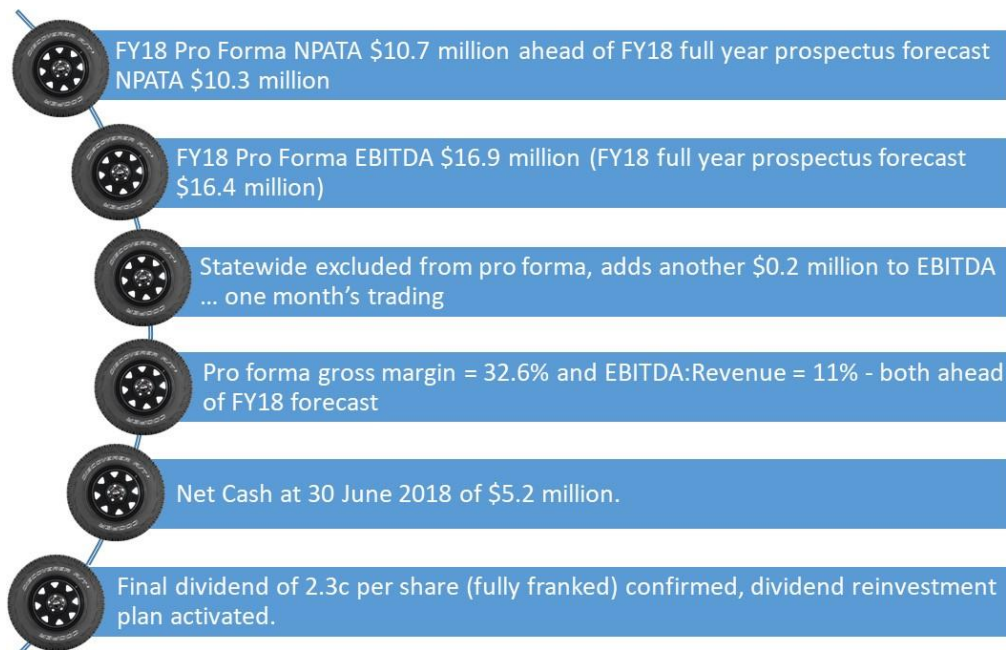 FY18 Pro Forma NPATA $10.7 million ahead of FY18 full year prospectus forecast
NPATA $10.3 million
FY18 Pro Forma EBITDA $16.9 million (FY18 full year prospectus forecast
$16.4 million)
Statewide excluded from pro forma, adds another $0.2 million to EBITDA
… one month’s trading
Pro forma gross margin = 32.6% and EBITDA:Revenue = 11% - both ahead
of FY18 forecast
Net Cash at 30 June 2018 of $5.2 million.
Final dividend of 2.3c per share (fully franked) confirmed, dividend reinvestment
plan activated.
DISCOVERER A/T3
COOPER